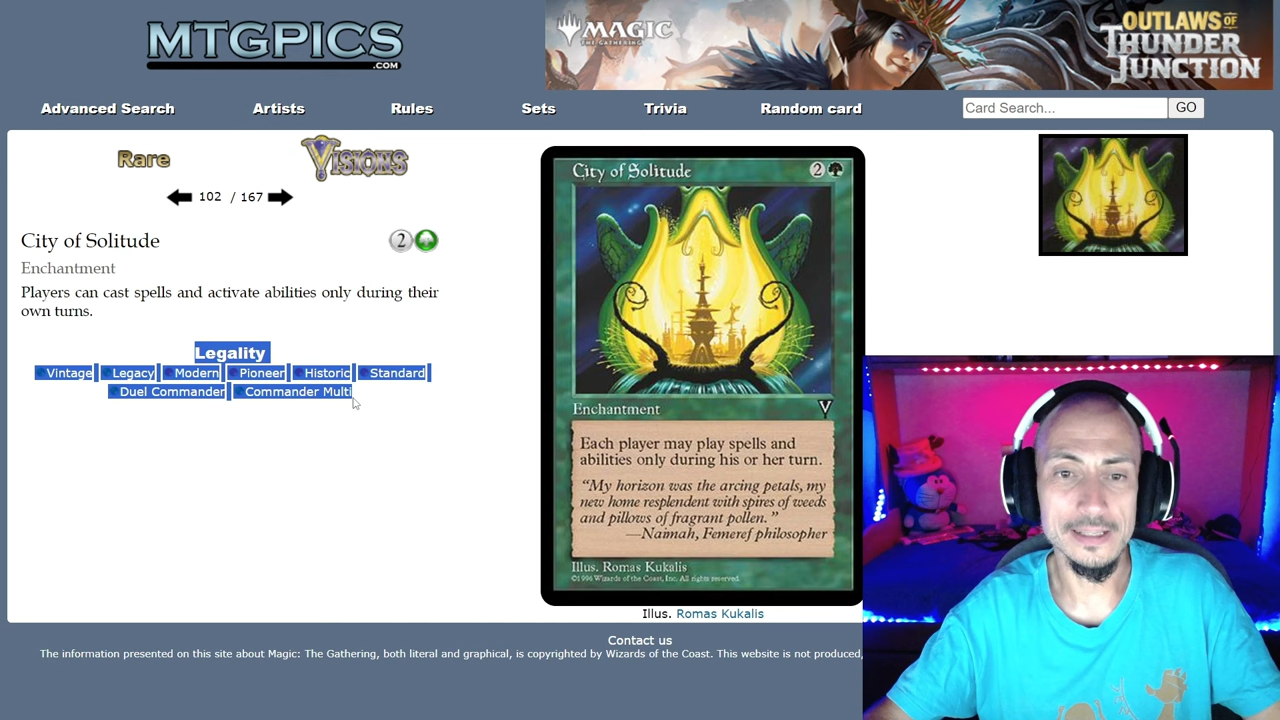 MTGPICS
.COM
MAGIC
THE GATHERING
OUTLAWS OF
THUNDER
JUNCTION
Advanced Search
Artists
Rules
Sets
Trivia
Random card
Card Search...
GO
Rare
VISIONS
102 / 167
City of Solitude
2
Enchantment
Players can cast spells and activate abilities only during their
own turns.
Legality
Vintage Legacy Modern Pioneer Historic Standard
Duel Commander Commander Multi
City of Solitude
2
Enchantment
V
Each player may play spells and
abilities only during his or her turn.
“My horizon was the arcing petals, my
new home resplendent with spires of weeds
and pillows of fragrant pollen.”
—Naimah, Femeref philosopher
Illus. Romas Kukalis
©1996 Wizards of the Coast, Inc. All rights reserved.
Illus. Romas Kukalis
Contact us
The information presented on this site about Magic: The Gathering, both literal and graphical, is copyrighted by Wizards of the Coast. This website is not produced,